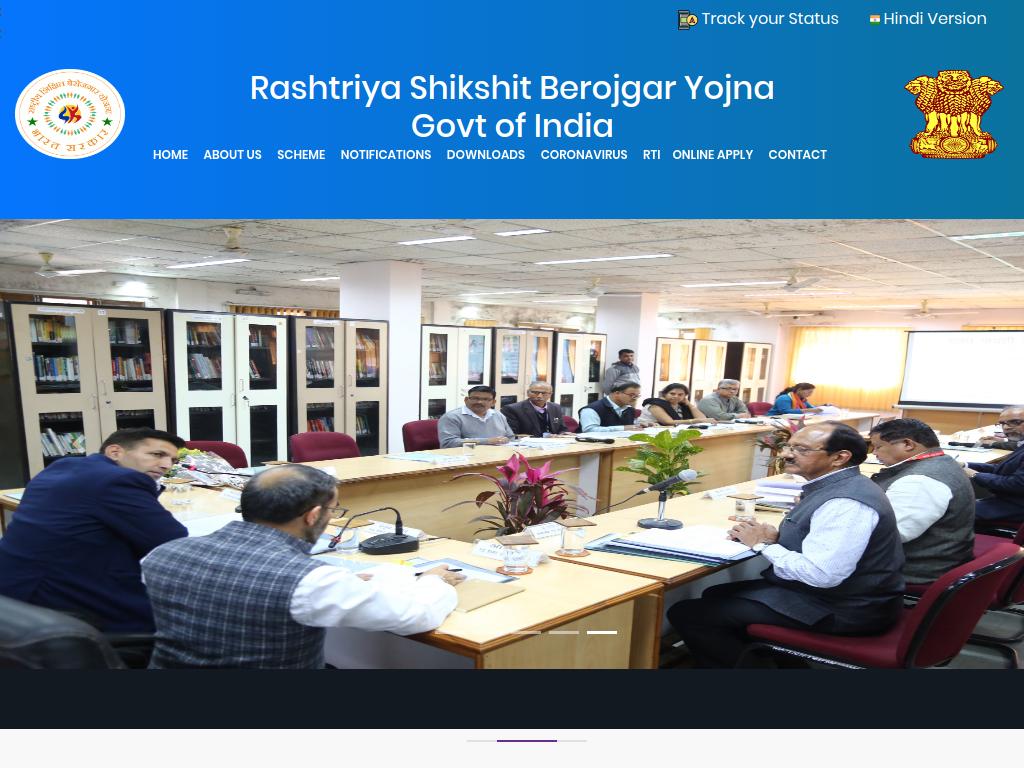 Track your Status
Hindi Version
Rashtriya Shikshit Berojgar Yojna
Govt of India
राष्ट्रीय शिक्षित बेरोजगार योजना
भारत सरकार
HOME ABOUT US SCHEME NOTIFICATIONS DOWNLOADS CORONAVIRUS RTI ONLINE APPLY CONTACT